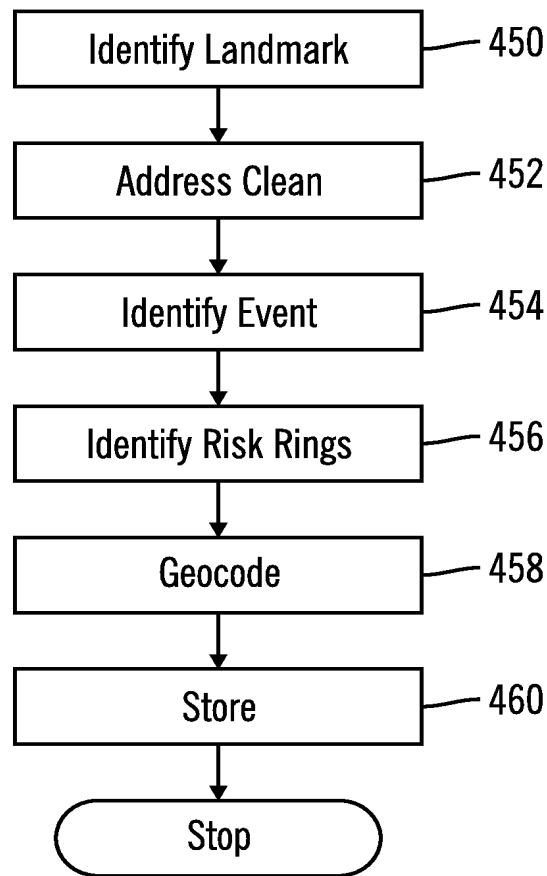 Identify Landmark 450
Address Clean 452
Identify Event 454
Identify Risk Rings 456
Geocode 458
Store 460
Stop